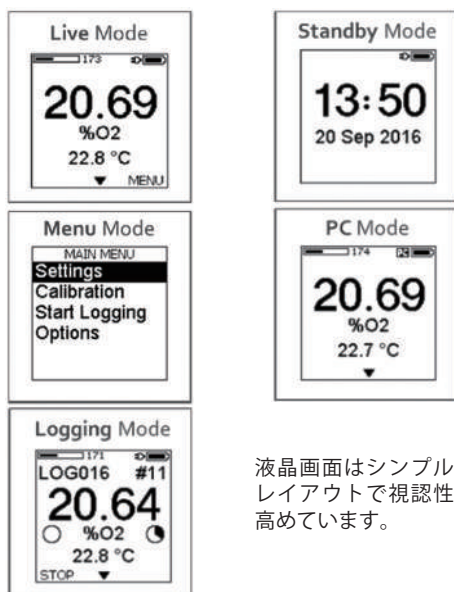 Live Mode
173
20.69
%O2
22.8 °C
▼ MENU
Standby Mode
13:50
20 Sep 2016
Menu Mode
MAIN MENU
Settings
Calibration
Start Logging
Options
PC Mode
174 PC
20.69
%O2
22.7 °C
▼
Logging Mode
171
LOG016 #11
20.64
%O2
22.8 °C
STOP ▼
液晶画面はシンプル
レイアウトで視認性
高めています。